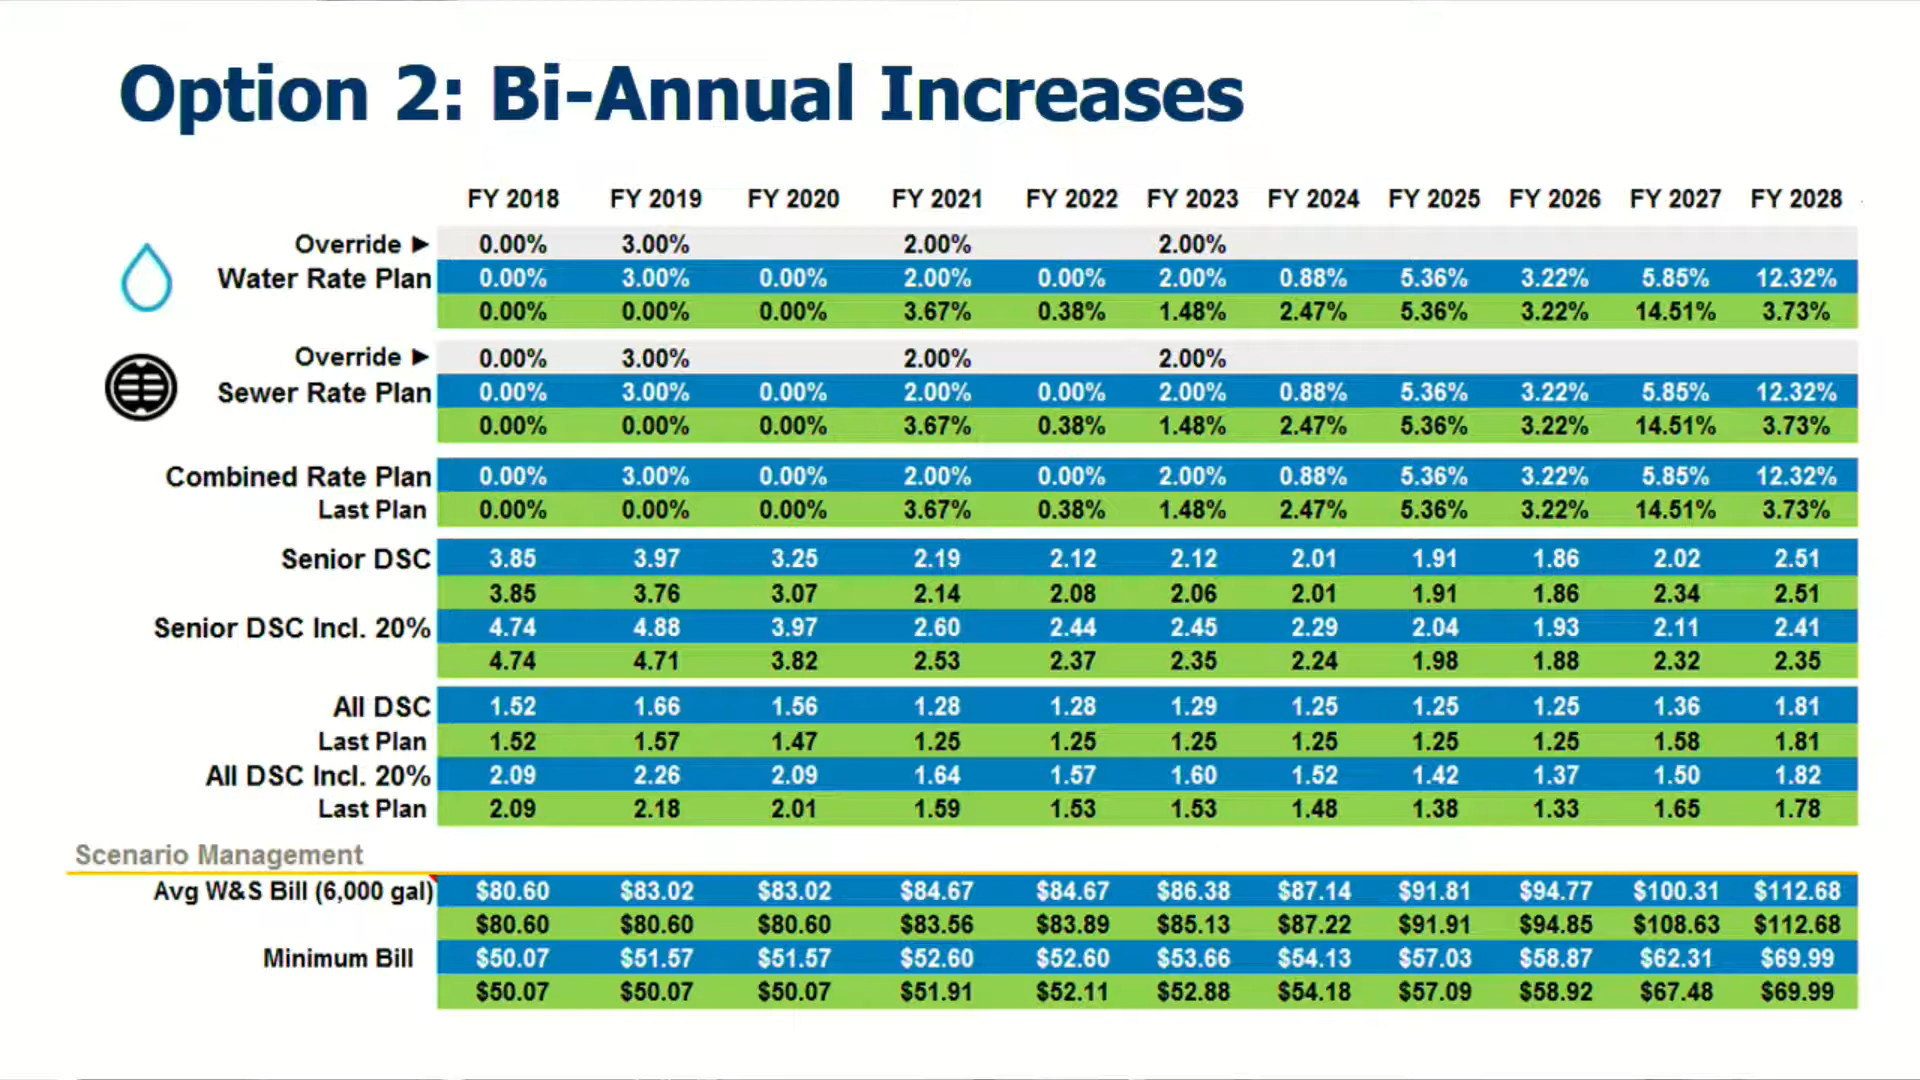 Option 2: Bi-Annual Increases
FY 2018 FY 2019 FY 2020 FY 2021 FY 2022 FY 2023 FY 2024 FY 2025 FY 2026 FY 2027 FY 2028
Override ► 0.00% 3.00% 2.00% 2.00%
Water Rate Plan 0.00% 3.00% 0.00% 2.00% 0.00% 2.00% 0.88% 5.36% 3.22% 5.85% 12.32%
0.00% 0.00% 0.00% 3.67% 0.38% 1.48% 2.47% 5.36% 3.22% 14.51% 3.73%
Override ► 0.00% 3.00% 2.00% 2.00%
Sewer Rate Plan 0.00% 3.00% 0.00% 2.00% 0.00% 2.00% 0.88% 5.36% 3.22% 5.85% 12.32%
0.00% 0.00% 0.00% 3.67% 0.38% 1.48% 2.47% 5.36% 3.22% 14.51% 3.73%
Combined Rate Plan 0.00% 3.00% 0.00% 2.00% 0.00% 2.00% 0.88% 5.36% 3.22% 5.85% 12.32%
Last Plan 0.00% 0.00% 0.00% 3.67% 0.38% 1.48% 2.47% 5.36% 3.22% 14.51% 3.73%
Senior DSC 3.85 3.97 3.25 2.19 2.12 2.12 2.01 1.91 1.86 2.02 2.51
3.85 3.76 3.07 2.14 2.08 2.06 2.01 1.91 1.86 2.34 2.51
Senior DSC Incl. 20% 4.74 4.88 3.97 2.60 2.44 2.45 2.29 2.04 1.93 2.11 2.41
4.74 4.71 3.82 2.53 2.37 2.35 2.24 1.98 1.88 2.32 2.35
All DSC 1.52 1.66 1.56 1.28 1.28 1.29 1.25 1.25 1.25 1.36 1.81
Last Plan 1.52 1.57 1.47 1.25 1.25 1.25 1.25 1.25 1.25 1.58 1.81
All DSC Incl. 20% 2.09 2.26 2.09 1.64 1.57 1.60 1.52 1.42 1.37 1.50 1.82
Last Plan 2.09 2.18 2.01 1.59 1.53 1.53 1.48 1.38 1.33 1.65 1.78
Scenario Management
Avg W&S Bill (6,000 gal) $80.60 $83.02 $83.02 $84.67 $84.67 $86.38 $87.14 $91.81 $94.77 $100.31 $112.68
$80.60 $80.60 $80.60 $83.56 $83.89 $85.13 $87.22 $91.91 $94.85 $108.63 $112.68
Minimum Bill $50.07 $51.57 $51.57 $52.60 $52.60 $53.66 $54.13 $57.03 $58.87 $62.31 $69.99
$50.07 $50.07 $50.07 $51.91 $52.11 $52.88 $54.18 $57.09 $58.92 $67.48 $69.99